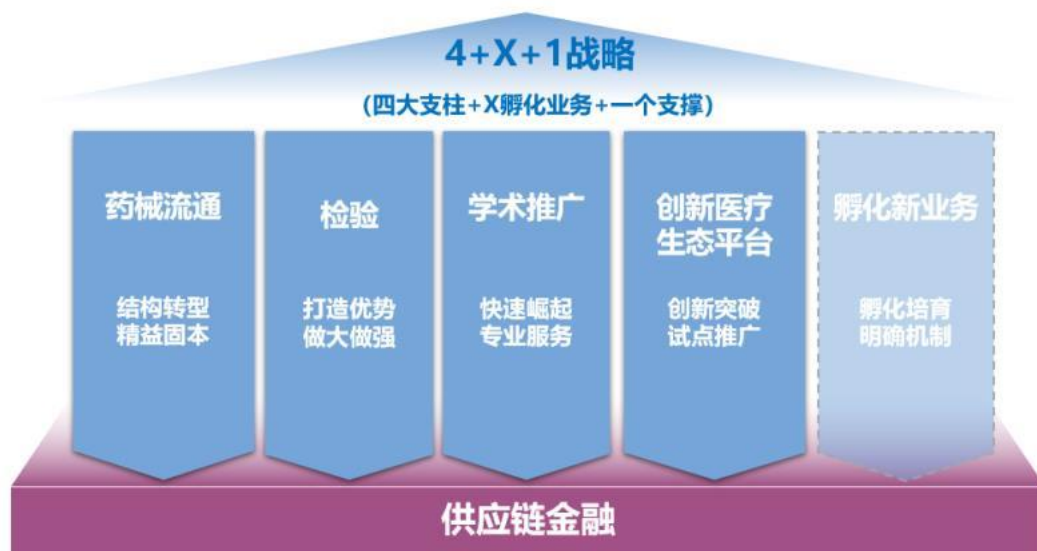 4+X+1战略
(四大支柱+X孵化业务+一个支撑)
药械流通
结构转型
精益固本
检验
打造优势
做大做强
学术推广
快速崛起
专业服务
创新医疗
生态平台
创新突破
试点推广
孵化新业务
孵化培育
明确机制
供应链金融